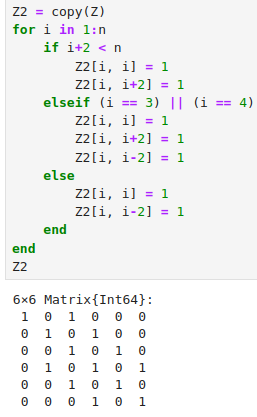 Z2 = copy(Z)
for i in 1:n
    if i+2 < n
        Z2[i, i] = 1
        Z2[i, i+2] = 1
    elseif (i == 3) || (i == 4)
        Z2[i, i] = 1
        Z2[i, i+2] = 1
        Z2[i, i-2] = 1
    else
        Z2[i, i] = 1
        Z2[i, i-2] = 1
    end
end
Z2
6×6 Matrix{Int64}:
 1  0  1  0  0  0
 0  1  0  1  0  0
 0  0  1  0  1  0
 0  1  0  1  0  1
 0  0  1  0  1  0
 0  0  0  1  0  1